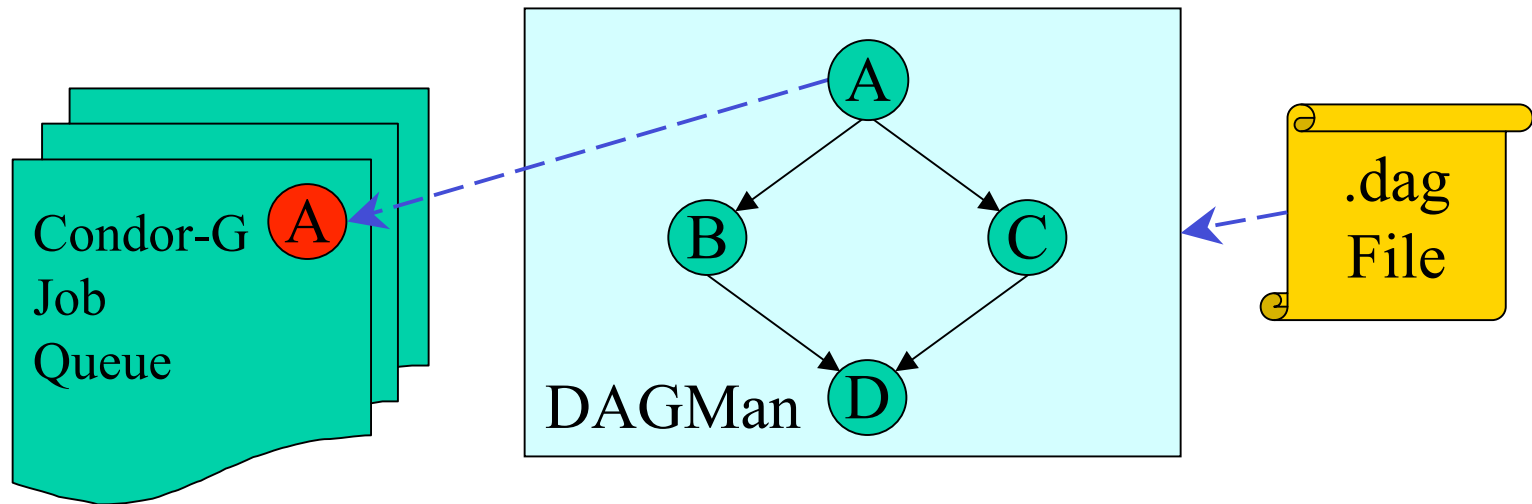 Condor-G
Job
Queue
A
A
B
C
D
DAGMan
.dag
File